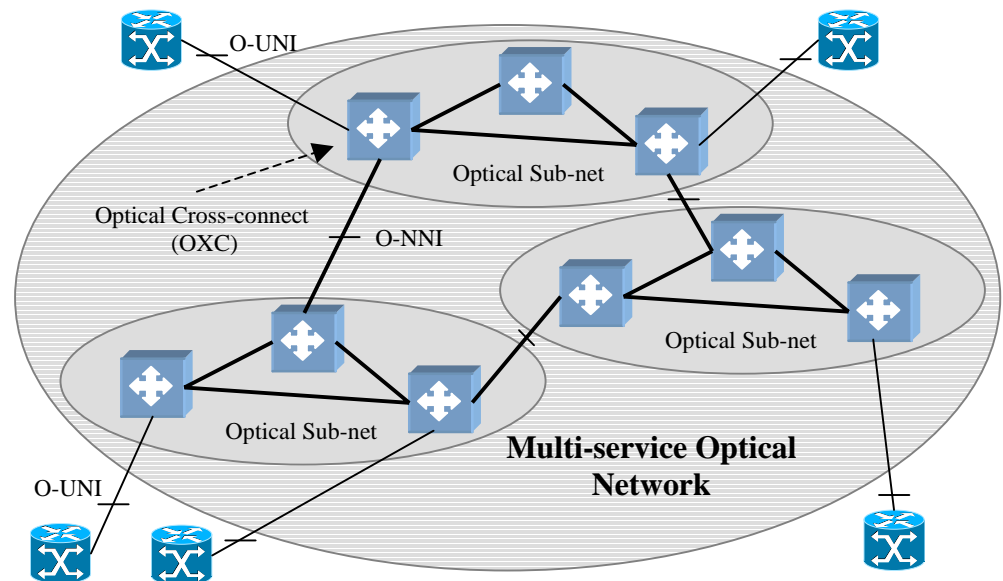 O-UNI
Optical Sub-net
Optical Cross-connect
(OXC)
O-NNI
Optical Sub-net
Optical Sub-net
Multi-service Optical
Network
O-UNI